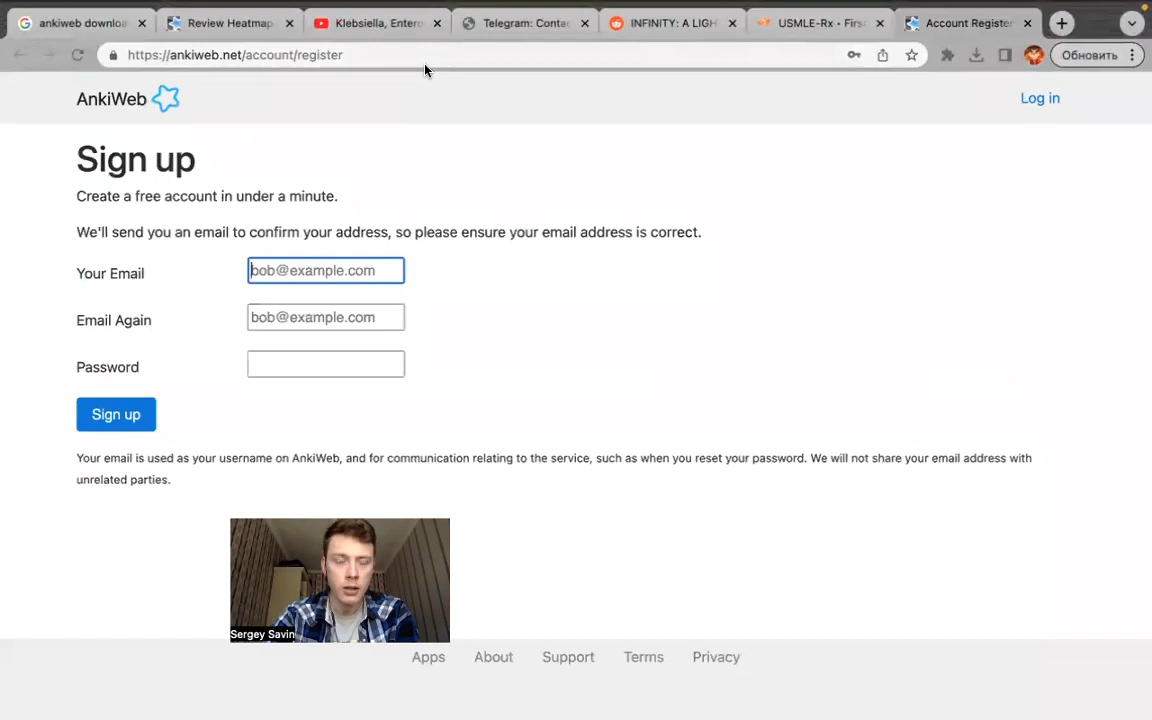 ankiweb downloa
Review Heatmap
Klebsiella, Entero
Telegram: Contac
INFINITY: A LIGH
USMLE-Rx • Firs
Account Register
https://ankiweb.net/account/register
Обновить
AnkiWeb
Log in
Sign up
Create a free account in under a minute.
We'll send you an email to confirm your address, so please ensure your email address is correct.
Your Email
bob@example.com
Email Again
bob@example.com
Password
Sign up
Your email is used as your username on AnkiWeb, and for communication relating to the service, such as when you reset your password. We will not share your email address with
unrelated parties.
Sergey Savin
Apps
About
Support
Terms
Privacy